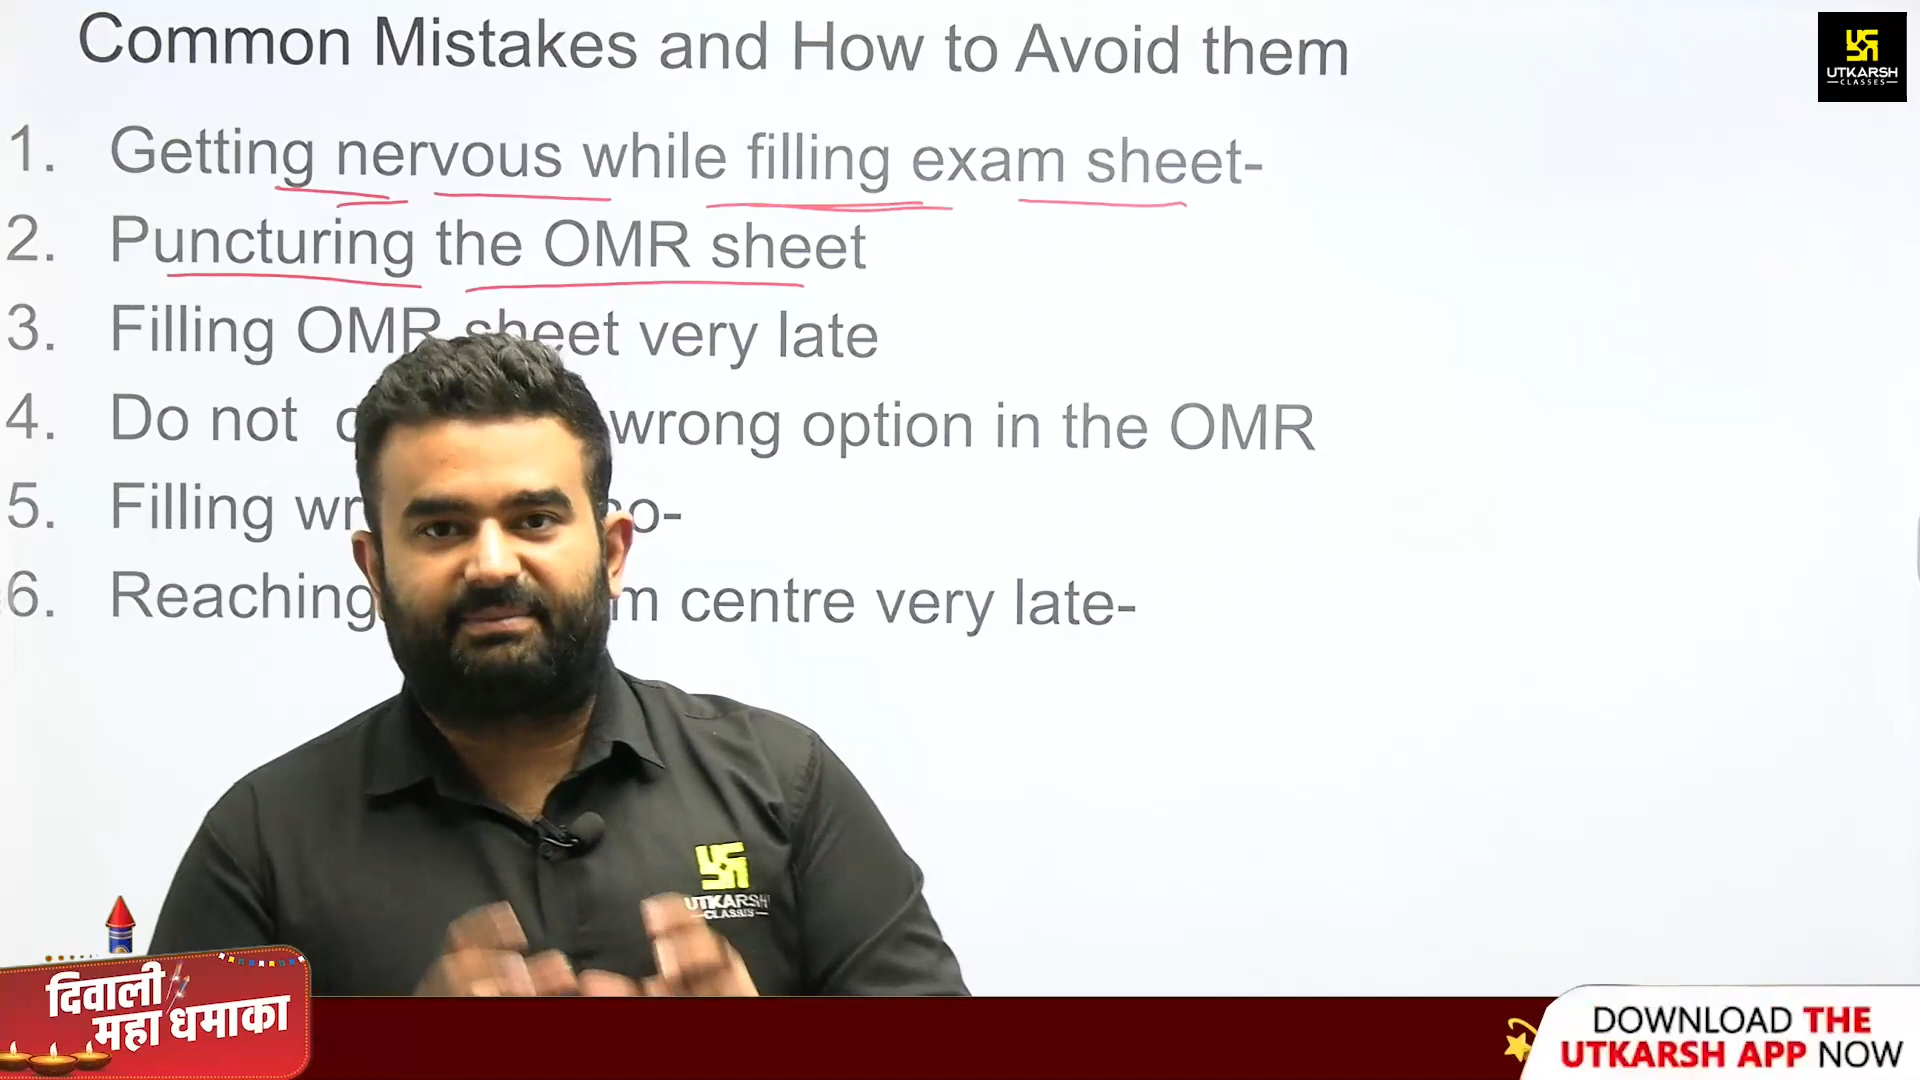 Common Mistakes and How to Avoid them
UTKARSH
CLASSES
1. Getting nervous while filling exam sheet-
2. Puncturing the OMR sheet
3. Filling OMR sheet very late
4. Do not wrong option in the OMR
5. Filling
6. Reaching centre very late-
UTKARSH
CLASSES
दिवाली
महा धमाका
DOWNLOAD THE
UTKARSH APP NOW